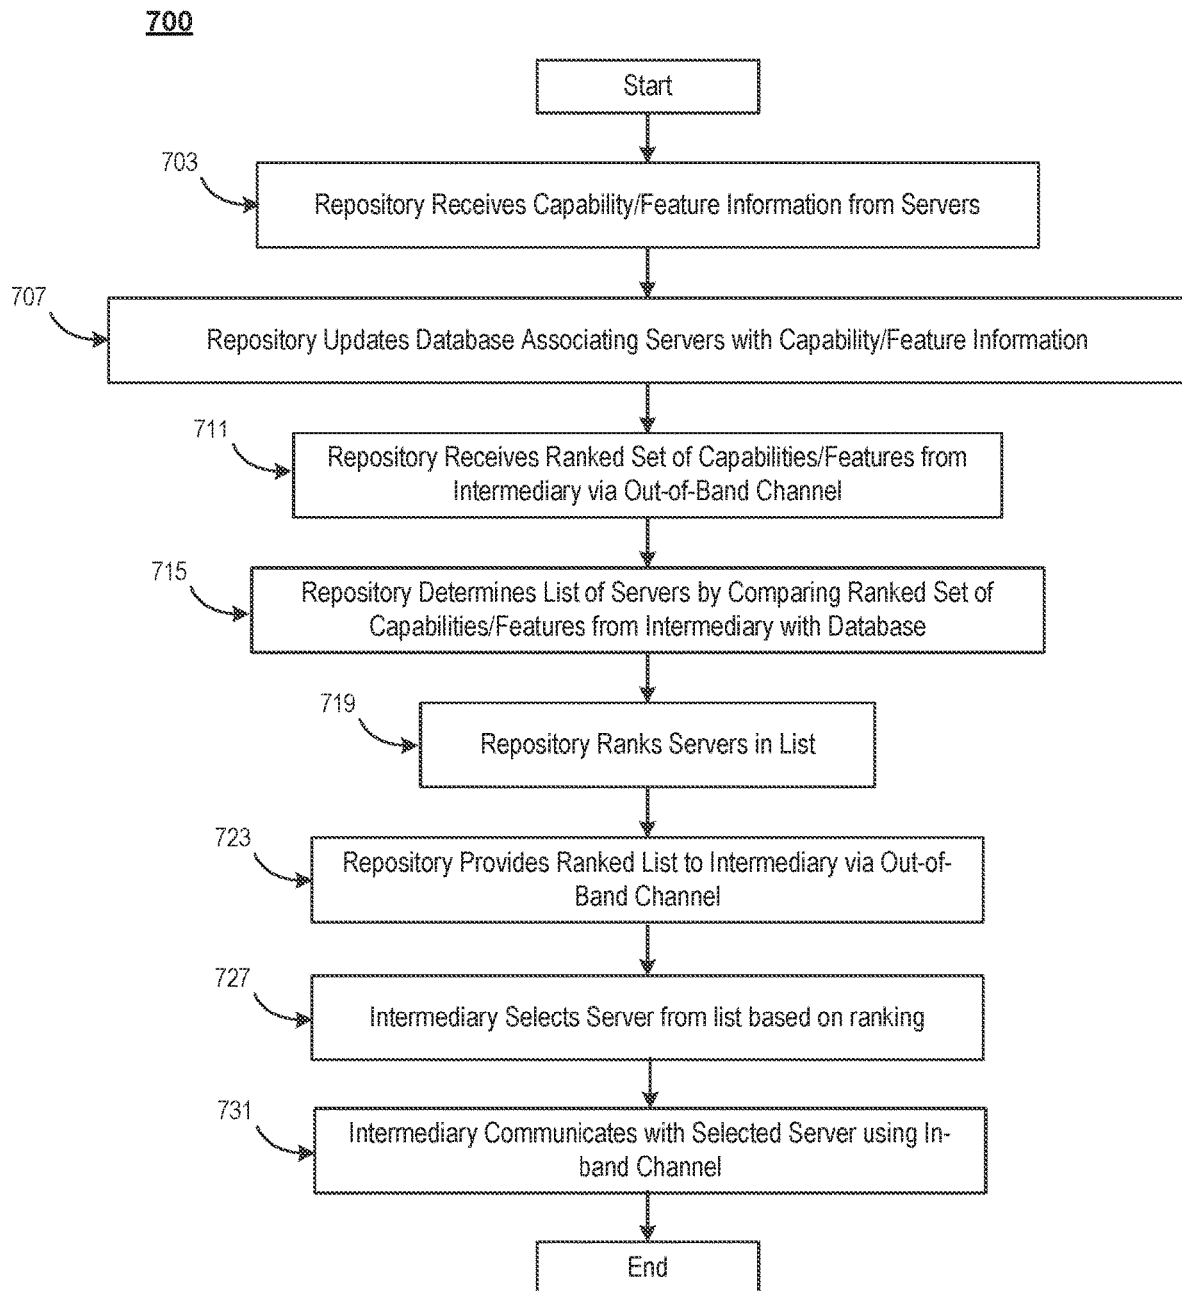 700
Start
703
Repository Receives Capability/Feature Information from Servers
707
Repository Updates Database Associating Servers with Capability/Feature Information
711
Repository Receives Ranked Set of Capabilities/Features from
Intermediary via Out-of-Band Channel
715
Repository Determines List of Servers by Comparing Ranked Set of
Capabilities/Features from Intermediary with Database
719
Repository Ranks Servers in List
723
Repository Provides Ranked List to Intermediary via Out-of-
Band Channel
727
Intermediary Selects Server from list based on ranking
731
Intermediary Communicates with Selected Server using In-
band Channel
End